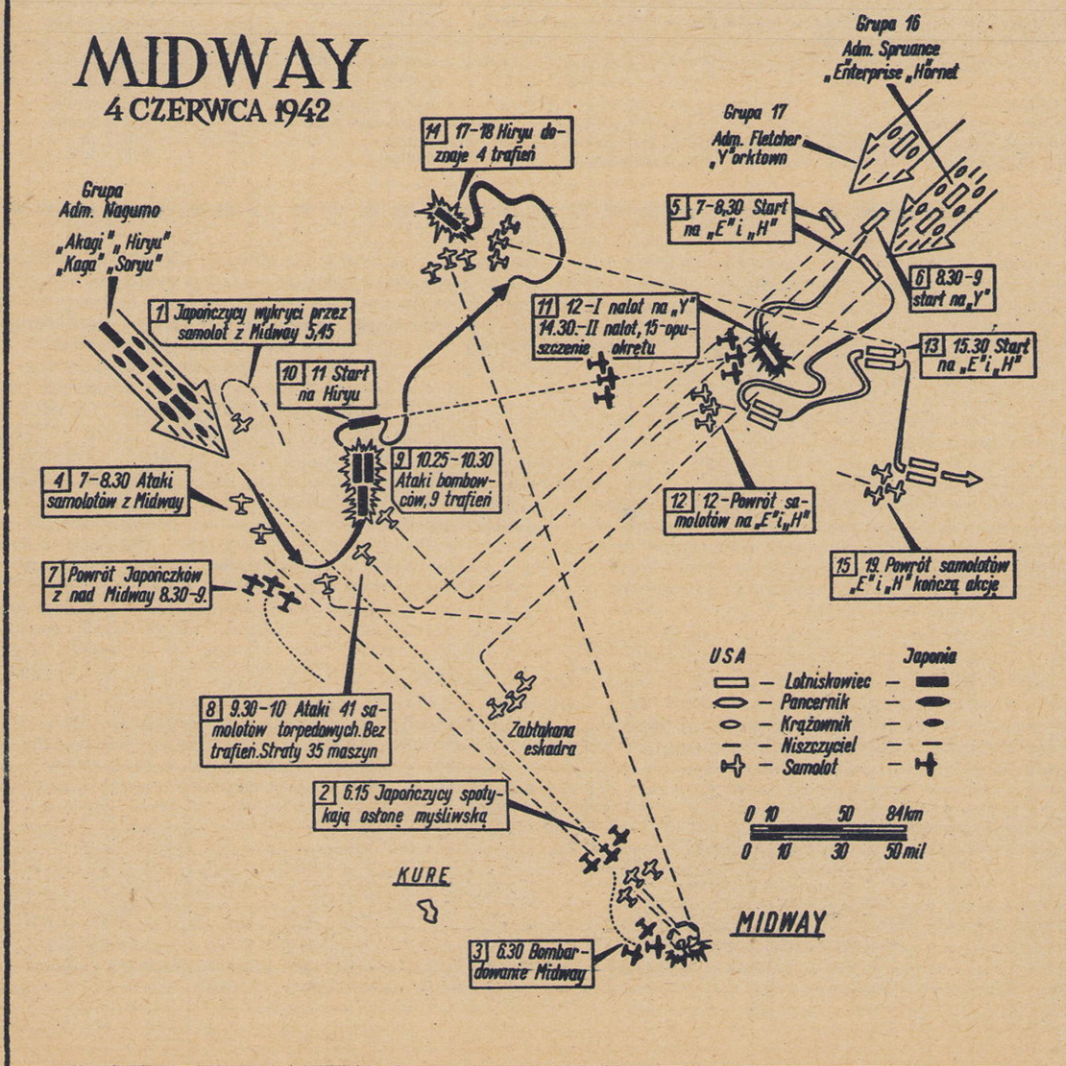 MIDWAY
4 CZERWCA 1942
Grupa 16
Adm. Spruance
„Enterprise „Hornet
Grupa 17
Adm. Fletcher
„Y"orktown
Grupa
Adm. Nagumo
„Akagi" „Hiryu"
„Kaga" „Soryu"
14 17-18 Hiryu do-
znaje 4 trafień
5 7-8,30 Start
na „E" i „H"
6 8.30-9
start na „Y"
1 Japończycy wykryci przez
samolot z Midway 5,45
11 12-I nalot na „Y"
14.30.-II nalot, 15-opu-
szczenie okrętu
13 15.30 Start
na „E" i „H"
10 11 Start
na Hiryu
9 10.25-10.30
Ataki bombow-
ców, 9 trafień
4 7-8.30 Ataki
samolotów z Midway
12 12-Powrót sa-
molotów na „E" i „H"
7 Powrót Japończków
z nad Midway 8.30-9.
15 19. Powrót samolotów
„E" i „H" kończą akcję
8 9.30-10 Ataki 41 sa-
molotów torpedowych. Bez
trafień. Straty 35 maszyn
Zabłąkana
eskadra
USA Japonia
— Lotniskowiec —
— Pancernik —
— Krążownik —
— Niszczyciel —
— Samolot —
2 6.15 Japończycy spoty-
kają osłonę myśliwską
0 10 50 84km
0 10 30 50 mil
KURE
MIDWAY
3 6.30 Bombar-
dowanie Midway